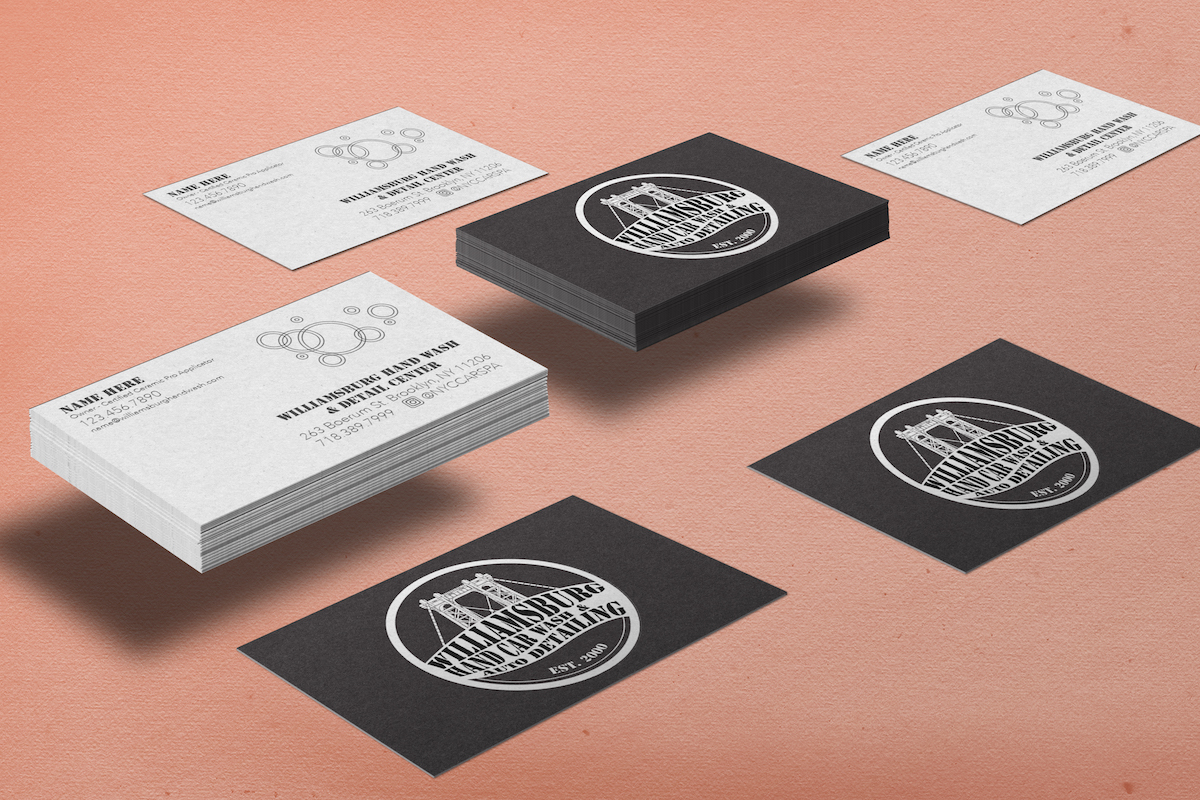 NAME HERE
Owner - Certified Ceramic Pro Applicator
123.456.7890
name@williamsburghandwash.com
WILLIAMSBURG HAND WASH
& DETAIL CENTER
263 Boerum St. Brooklyn, NY 11206
718.389.7999 @NYCCARSPA
WILLIAMSBURG
HAND CAR WASH &
AUTO DETAILING
EST. 2000
NAME HERE
Owner - Certified Ceramic Pro Applicator
123.456.7890
name@williamsburghandwash.com
WILLIAMSBURG HAND WASH
& DETAIL CENTER
263 Boerum St. Brooklyn, NY 11206
718.389.7999 @NYCCARSPA
NAME HERE
Owner - Certified Ceramic Pro Applicator
123.456.7890
name@williamsburghandwash.com
WILLIAMSBURG HAND WASH
& DETAIL CENTER
263 Boerum St. Brooklyn, NY 11206
718.389.7999 @NYCCARSPA
WILLIAMSBURG
HAND CAR WASH &
AUTO DETAILING
EST. 2000
WILLIAMSBURG
HAND CAR WASH &
AUTO DETAILING
EST. 2000